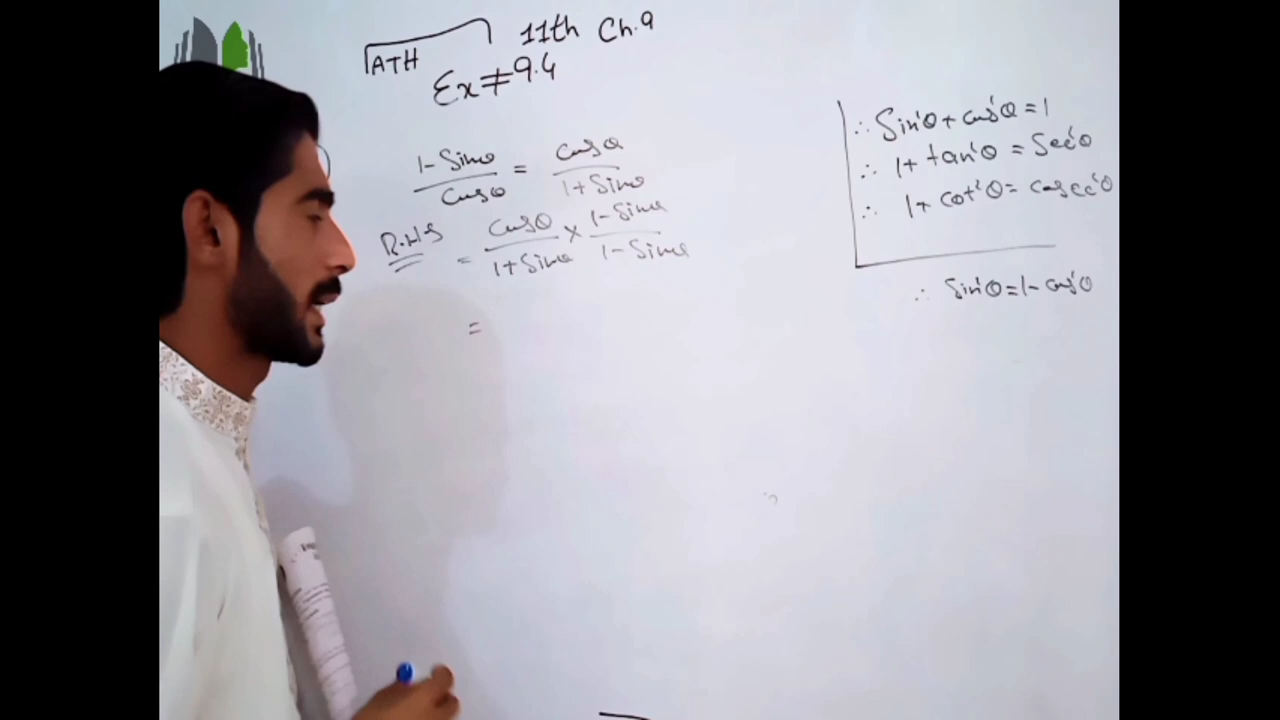 11th Ch.9
ATH
Ex≠9.4
1-Sinθ / Cosθ = Cosθ / 1+Sinθ
R.H.S = Cosθ / 1+Sinθ × 1-Sinθ / 1-Sinθ
=
∴ Sin²θ + cos²θ = 1
∴ 1+ tan²θ = Sec²θ
∴ 1+ cot²θ = cosec²θ
∴ Sin²θ = 1- cos²θ